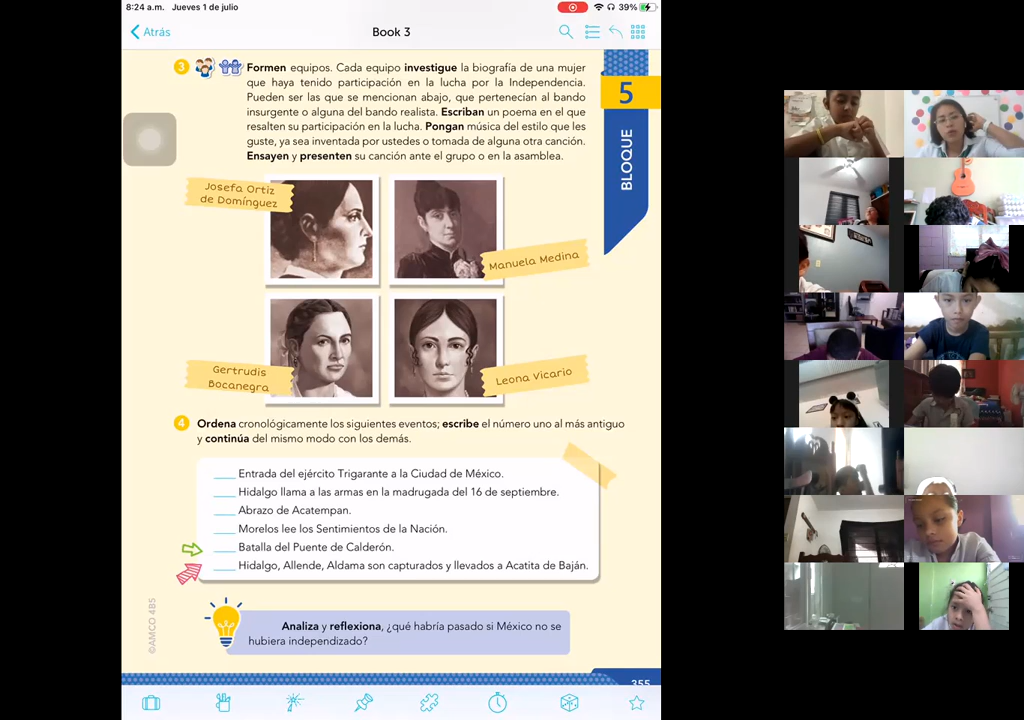 8:24 a.m. Jueves 1 de julio
39%
Atrás
Book 3
3
Formen equipos. Cada equipo investigue la biografía de una mujer
que haya tenido participación en la lucha por la Independencia.
Pueden ser las que se mencionan abajo, que pertenecían al bando
insurgente o alguna del bando realista. Escriban un poema en el que
resalten su participación en la lucha. Pongan música del estilo que les
guste, ya sea inventada por ustedes o tomada de alguna otra canción.
Ensayen y presenten su canción ante el grupo o en la asamblea.
5
BLOQUE
Josefa Ortiz
de Domínguez
Manuela Medina
Gertrudis
Bocanegra
Leona Vicario
4
Ordena cronológicamente los siguientes eventos; escribe el número uno al más antiguo
y continúa del mismo modo con los demás.
____ Entrada del ejército Trigarante a la Ciudad de México.
____ Hidalgo llama a las armas en la madrugada del 16 de septiembre.
____ Abrazo de Acatempan.
____ Morelos lee los Sentimientos de la Nación.
____ Batalla del Puente de Calderón.
____ Hidalgo, Allende, Aldama son capturados y llevados a Acatita de Baján.
©AMCO 4B5
Analiza y reflexiona, ¿qué habría pasado si México no se
hubiera independizado?
355